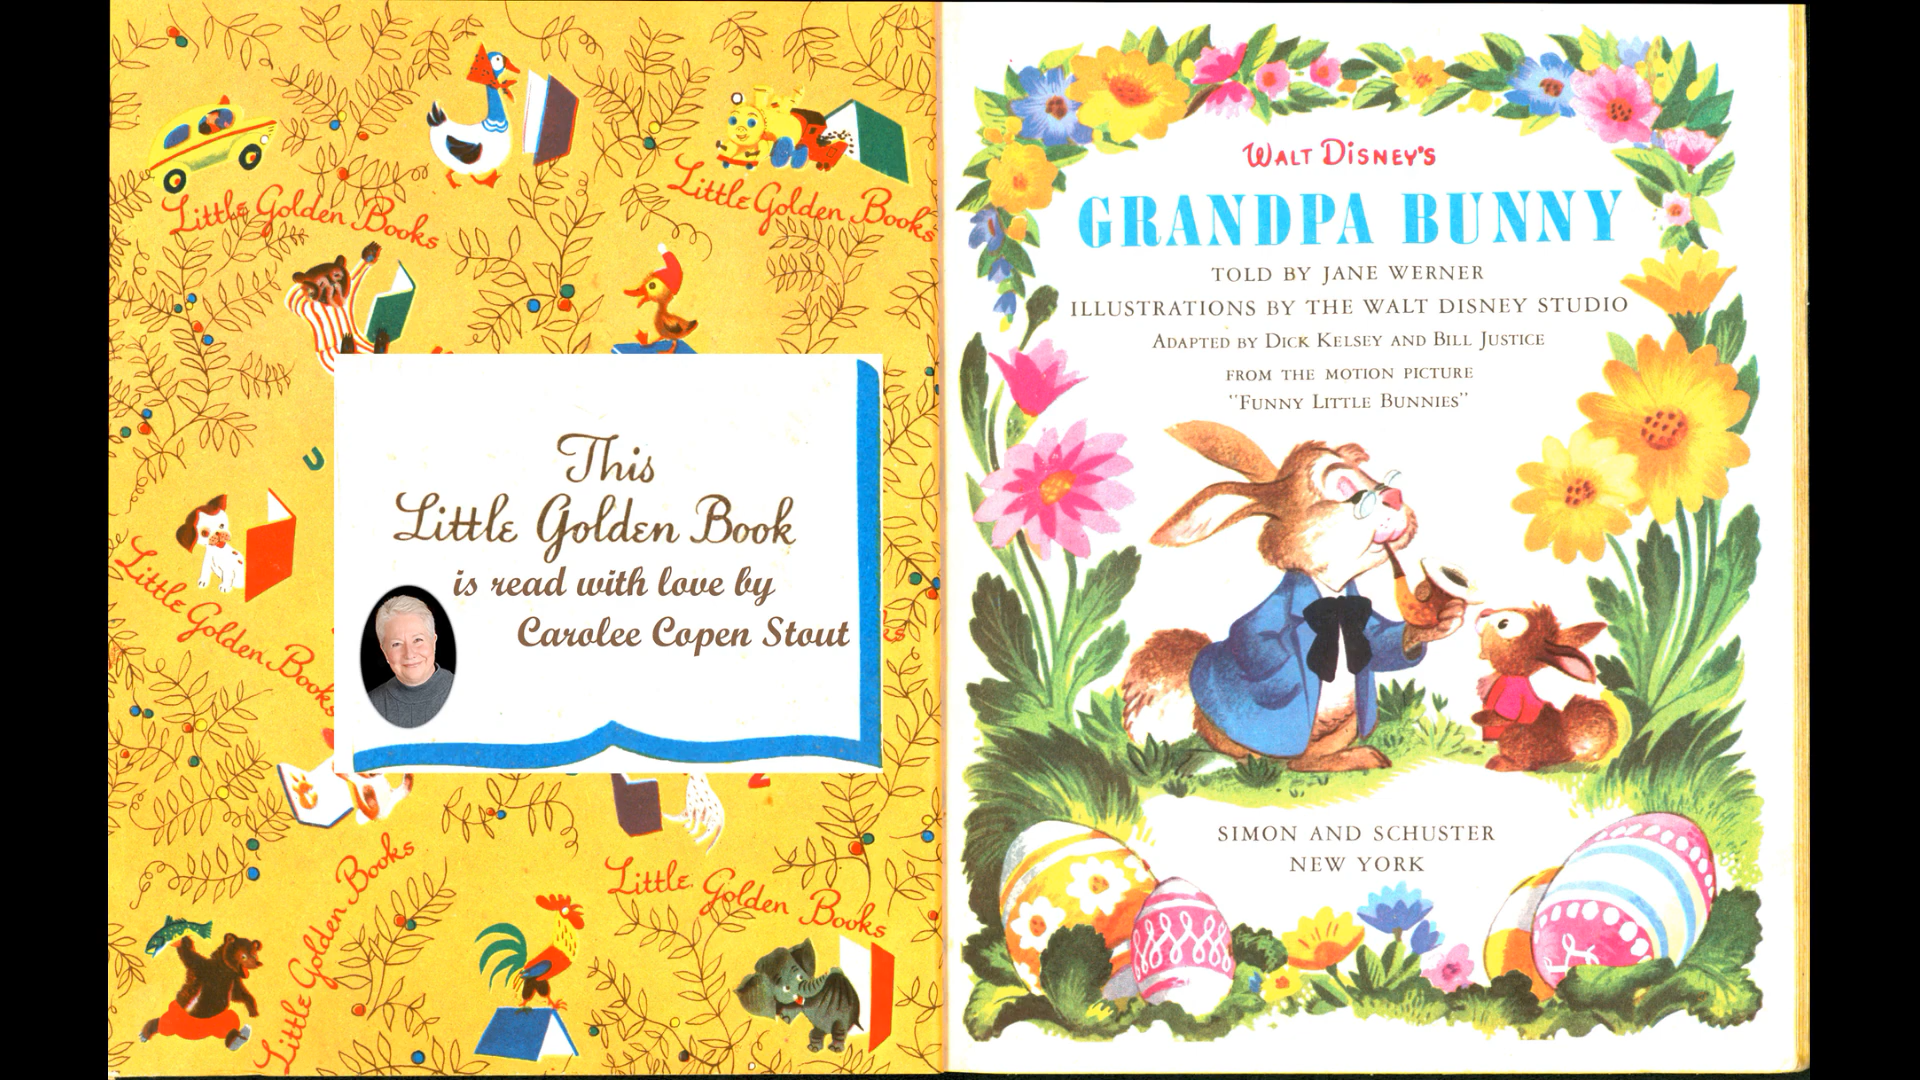 Little Golden Books
Little Golden Books
Little Golden Books
This
Little Golden Book
is read with love by
Carolee Copen Stout
Little Golden Books
Little Golden Books
WALT DISNEY'S
GRANDPA BUNNY
TOLD BY JANE WERNER
ILLUSTRATIONS BY THE WALT DISNEY STUDIO
ADAPTED BY DICK KELSEY AND BILL JUSTICE
FROM THE MOTION PICTURE
"FUNNY LITTLE BUNNIES"
SIMON AND SCHUSTER
NEW YORK